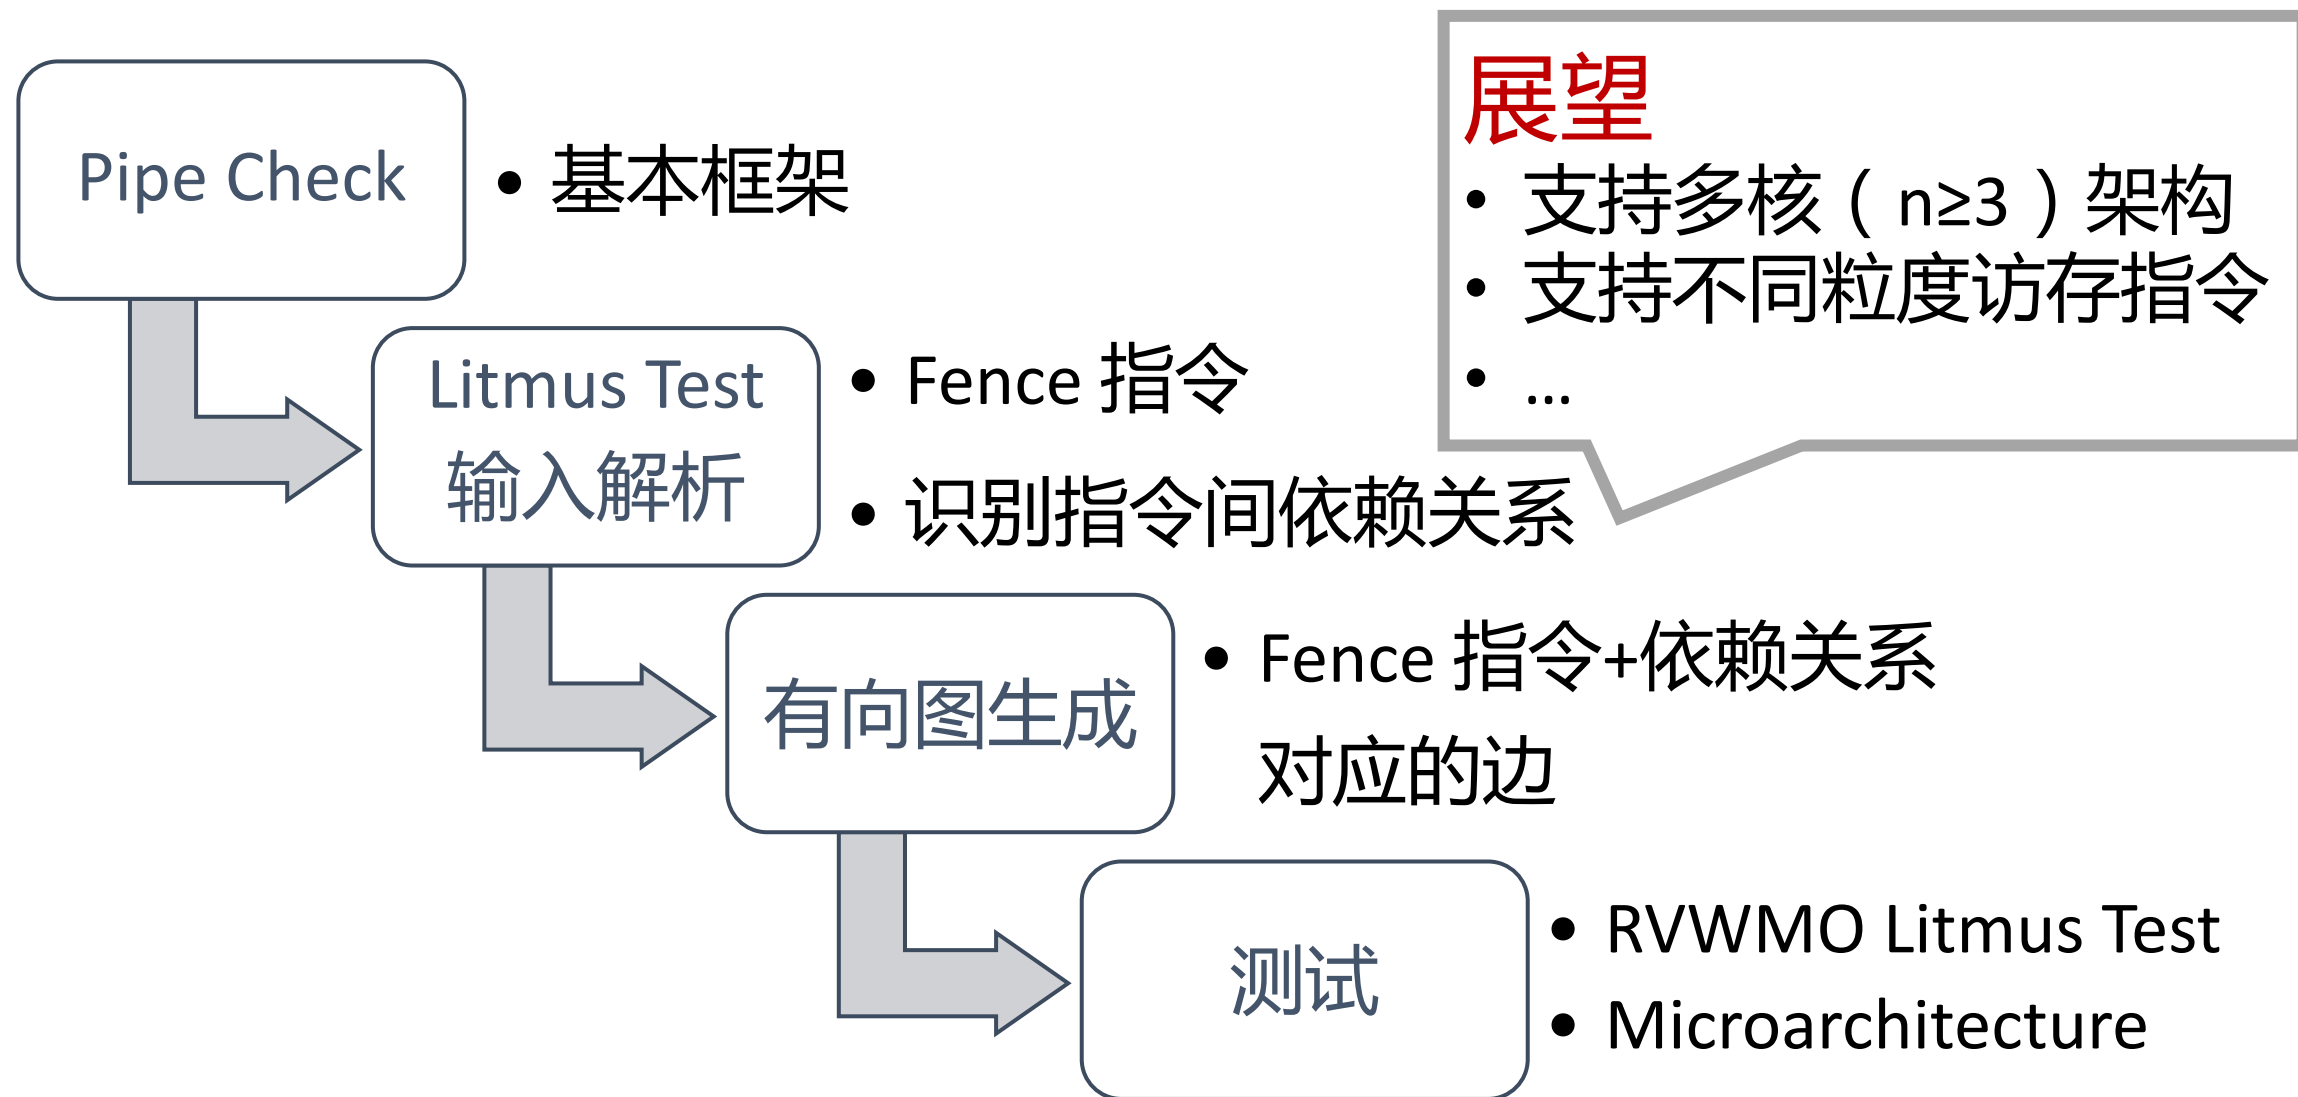 Pipe Check
• 基本框架
Litmus Test
输入解析
• Fence 指令
• 识别指令间依赖关系
有向图生成
• Fence 指令+依赖关系
对应的边
测试
• RVWMO Litmus Test
• Microarchitecture
展望
• 支持多核（n≥3）架构
• 支持不同粒度访存指令
• ...